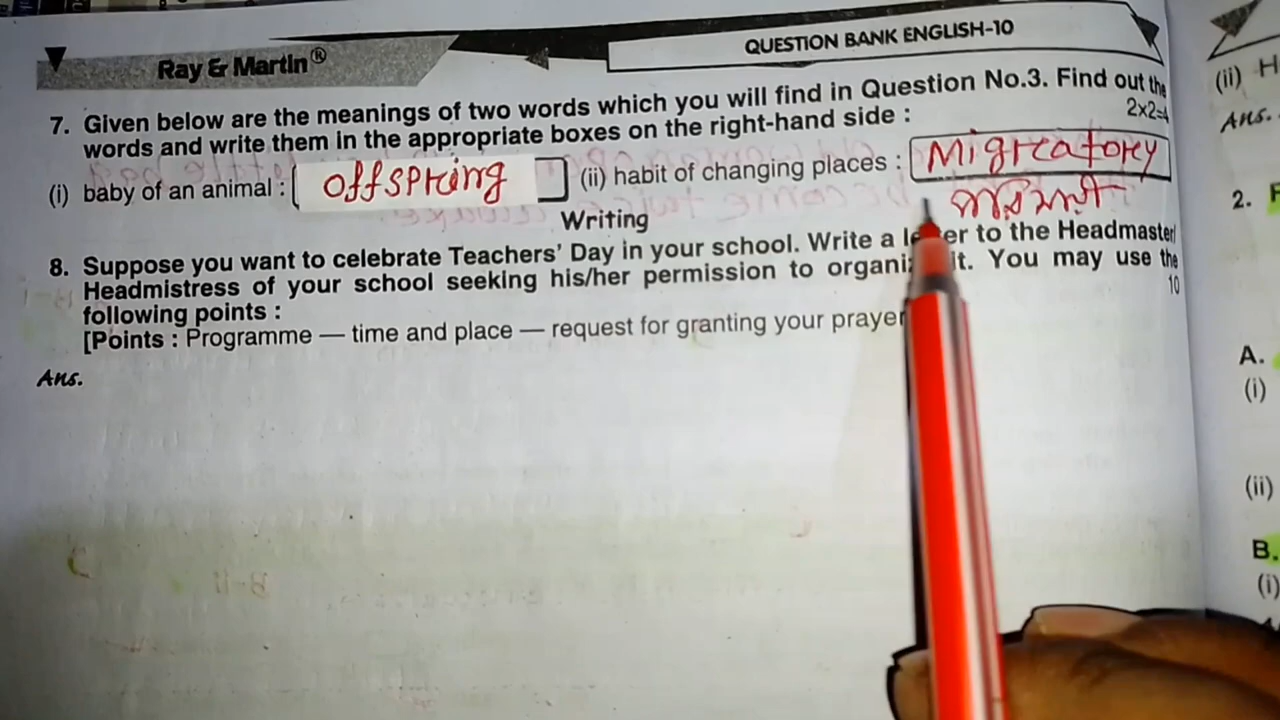 Ray & Martin®
QUESTION BANK ENGLISH-10
7. Given below are the meanings of two words which you will find in Question No.3. Find out the
words and write them in the appropriate boxes on the right-hand side :
2x2=4
(i) baby of an animal : offspring (ii) habit of changing places : Migratory
Writing
8. Suppose you want to celebrate Teachers' Day in your school. Write a letter to the Headmaster/
Headmistress of your school seeking his/her permission to organize it. You may use the
following points :
10
[Points : Programme — time and place — request for granting your prayer
Ans.
(ii) H
Ans.
2. F
A.
(i)
(ii)
B.
(i)